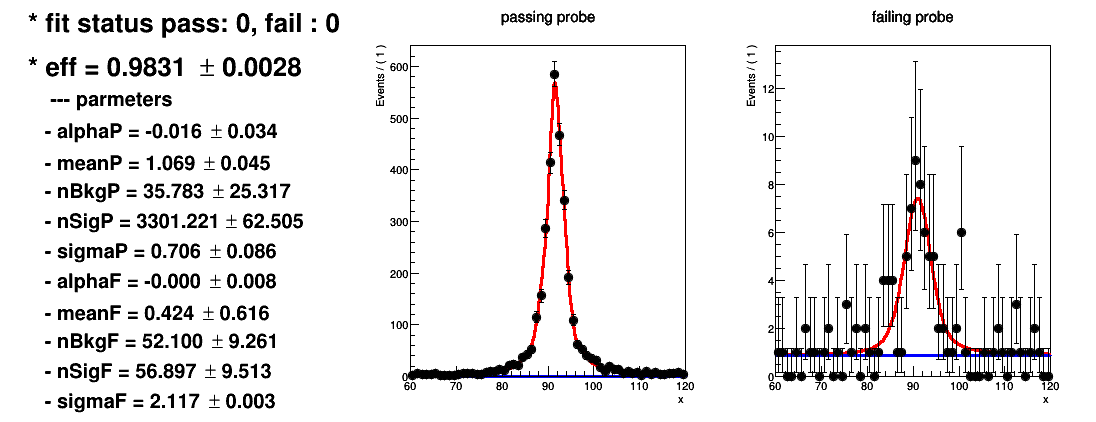 * fit status pass: 0, fail : 0
* eff = 0.9831 ± 0.0028
--- parmeters
- alphaP = -0.016 ± 0.034
- meanP = 1.069 ± 0.045
- nBkgP = 35.783 ± 25.317
- nSigP = 3301.221 ± 62.505
- sigmaP = 0.706 ± 0.086
- alphaF = -0.000 ± 0.008
- meanF = 0.424 ± 0.616
- nBkgF = 52.100 ± 9.261
- nSigF = 56.897 ± 9.513
- sigmaF = 2.117 ± 0.003
passing probe
Events / ( 1 )
600
500
400
300
200
100
0
60 70 80 90 100 110 120
x
failing probe
Events / ( 1 )
12
10
8
6
4
2
0
60 70 80 90 100 110 120
x